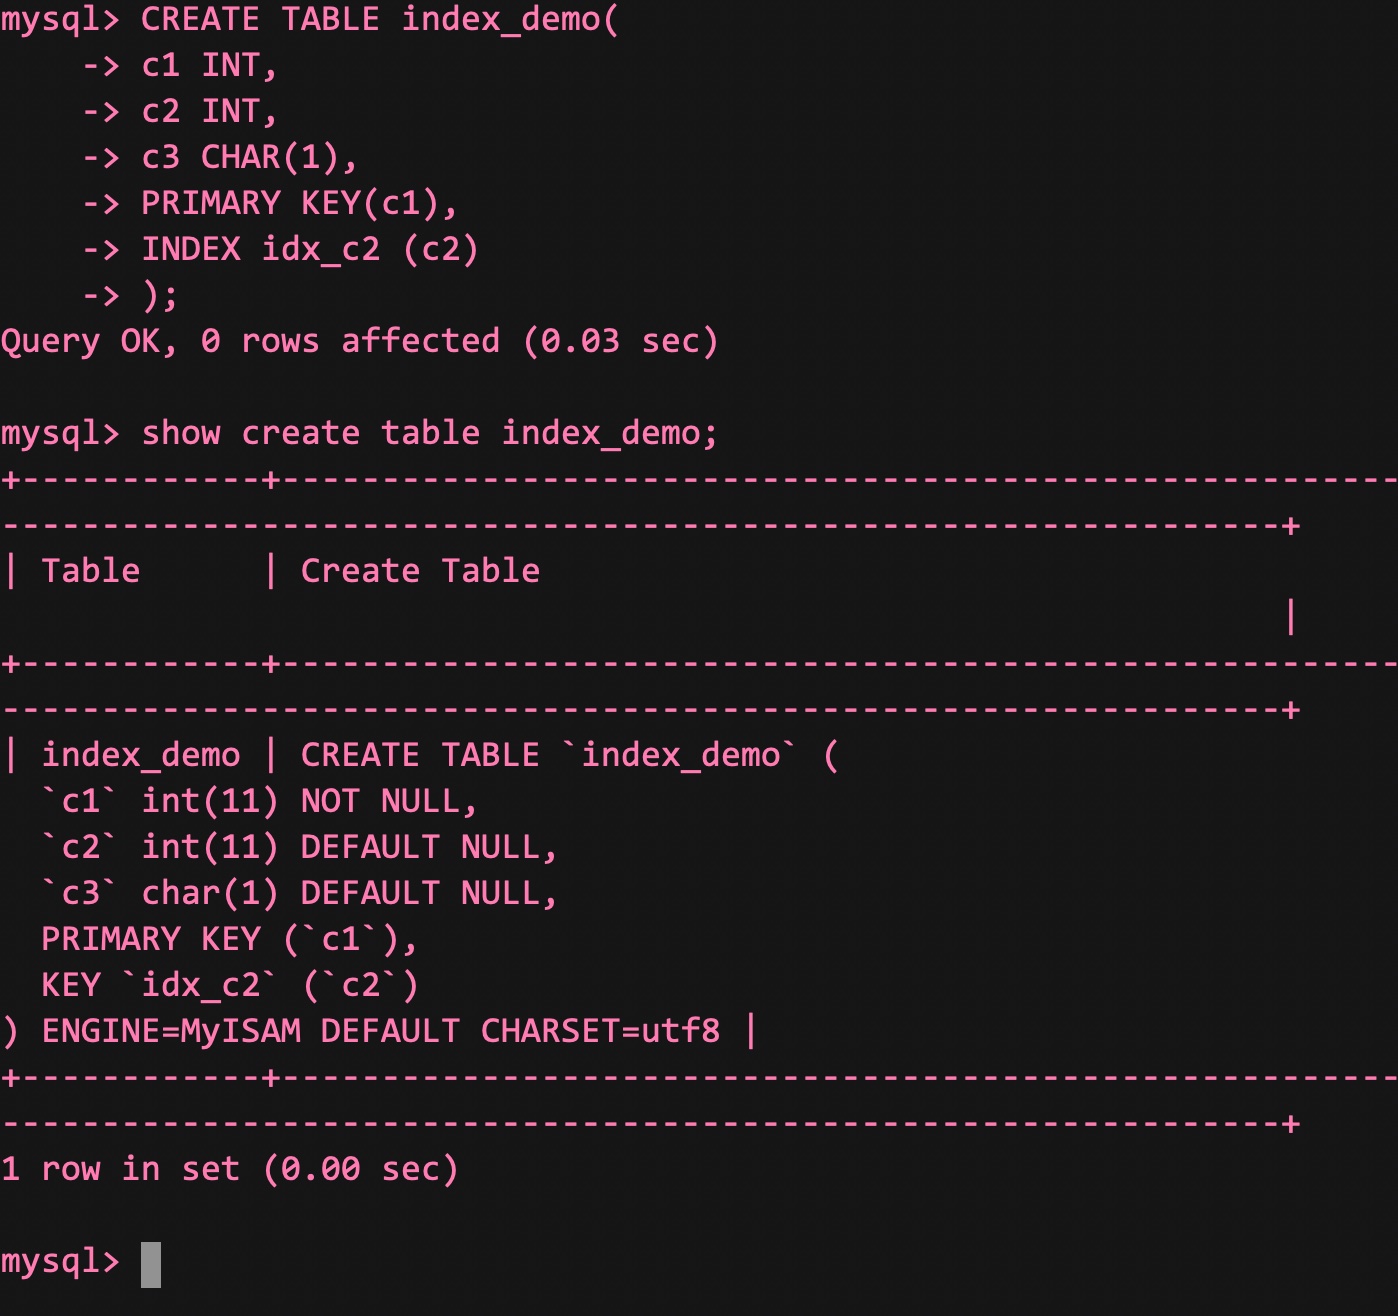 mysql> CREATE TABLE index_demo(
    -> c1 INT,
    -> c2 INT,
    -> c3 CHAR(1),
    -> PRIMARY KEY(c1),
    -> INDEX idx_c2 (c2)
    -> );
Query OK, 0 rows affected (0.03 sec)

mysql> show create table index_demo;
+------------+--------------------------------------------------------
----------------------------------------------------------------+
| Table      | Create Table
                                                                |
+------------+--------------------------------------------------------
----------------------------------------------------------------+
| index_demo | CREATE TABLE `index_demo` (
  `c1` int(11) NOT NULL,
  `c2` int(11) DEFAULT NULL,
  `c3` char(1) DEFAULT NULL,
  PRIMARY KEY (`c1`),
  KEY `idx_c2` (`c2`)
) ENGINE=MyISAM DEFAULT CHARSET=utf8 |
+------------+--------------------------------------------------------
----------------------------------------------------------------+
1 row in set (0.00 sec)

mysql>